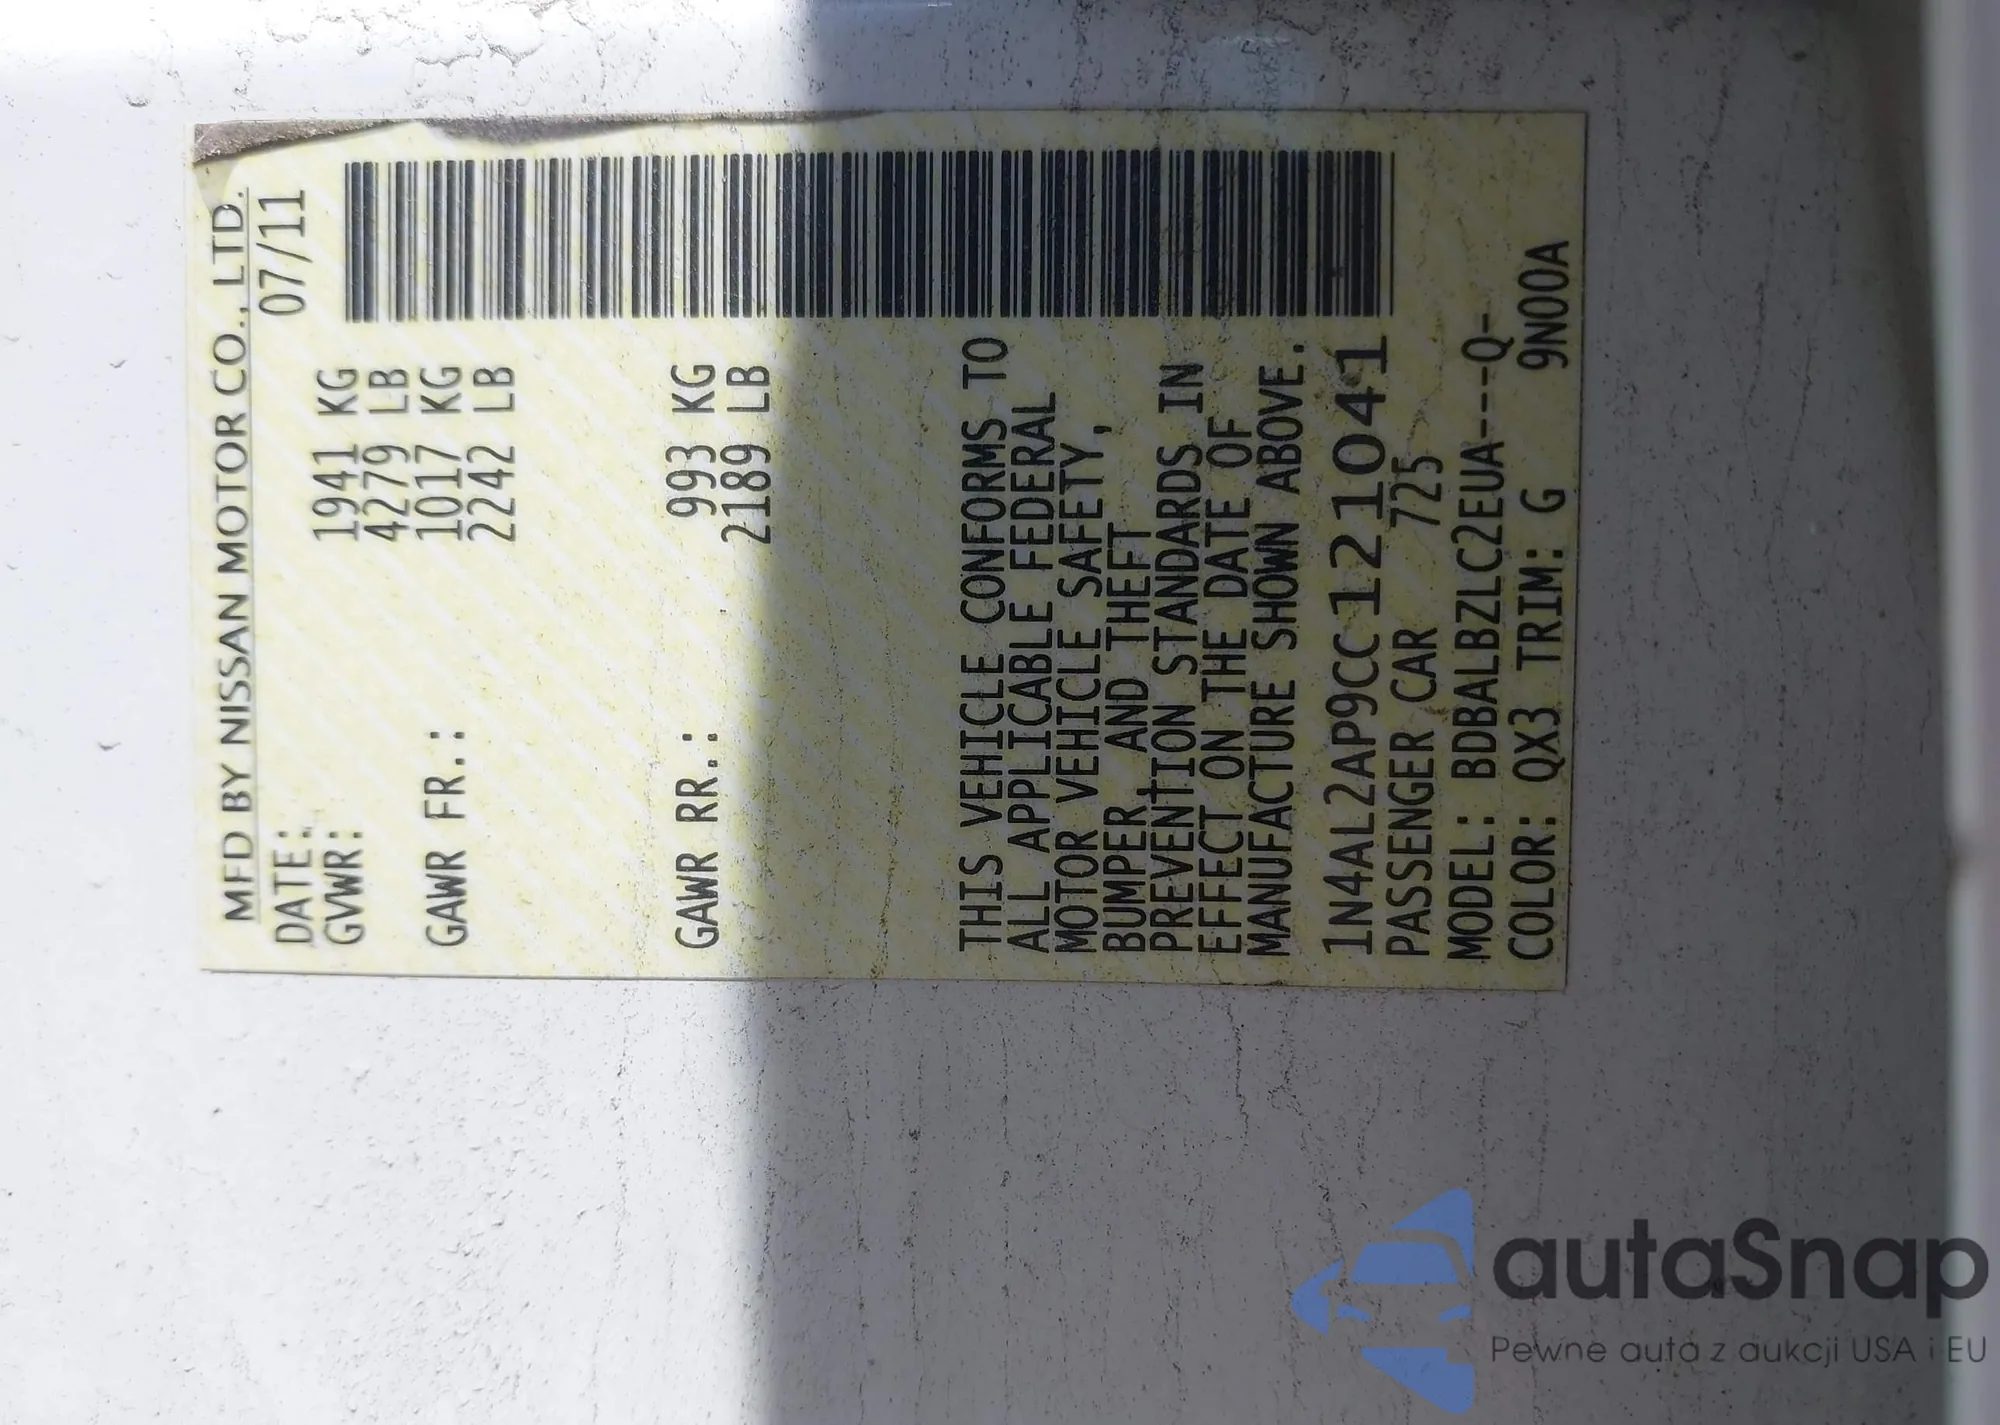 MFD BY NISSAN MOTOR CO., LTD.
DATE: 07/11
GVWR: 1941 KG
4279 LB
GAWR FR.: 1017 KG
2242 LB
GAWR RR.: 993 KG
2189 LB
THIS VEHICLE CONFORMS TO
ALL APPLICABLE FEDERAL
MOTOR VEHICLE SAFETY,
BUMPER, AND THEFT
PREVENTION STANDARDS IN
EFFECT ON THE DATE OF
MANUFACTURE SHOWN ABOVE.
1N4AL2AP9CC121041
PASSENGER CAR 725
MODEL: BDBALBZLC2EUA----Q-
COLOR: QX3 TRIM: G 9N00A
autaSnap
Pewne auta z aukcji USA i EU